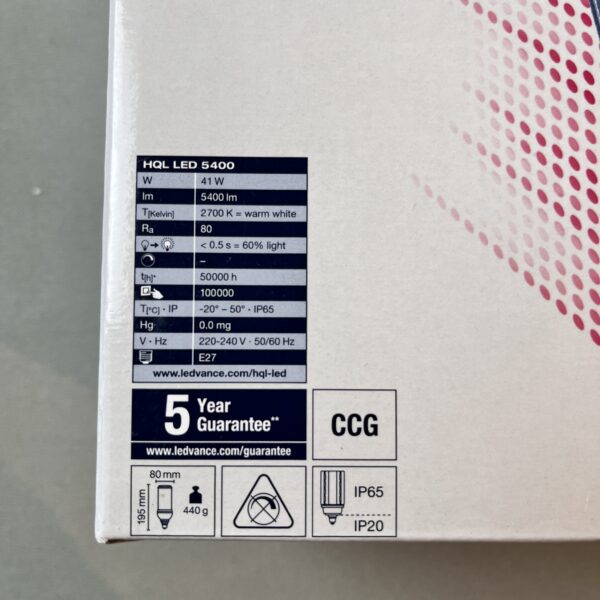 HQL LED 5400
W 41 W
lm 5400 lm
T[Kelvin] 2700 K = warm white
Ra 80
< 0.5 s = 60% light
–
t[h]* 50000 h
100000
T[°C] · IP -20° – 50° · IP65
Hg 0.0 mg
V · Hz 220-240 V · 50/60 Hz
E27
www.ledvance.com/hql-led
5 Year
Guarantee**
www.ledvance.com/guarantee
CCG
80 mm
195 mm
440 g
IP65
IP20